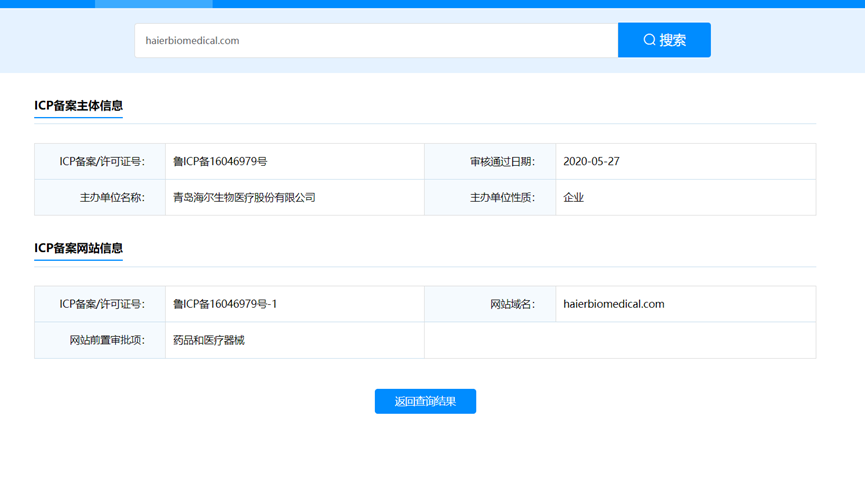 haierbiomedical.com
搜索
ICP备案主体信息
ICP备案/许可证号： 鲁ICP备16046979号 审核通过日期： 2020-05-27
主办单位名称： 青岛海尔生物医疗股份有限公司 主办单位性质： 企业
ICP备案网站信息
ICP备案/许可证号： 鲁ICP备16046979号-1 网站域名： haierbiomedical.com
网站前置审批项： 药品和医疗器械
返回查询结果